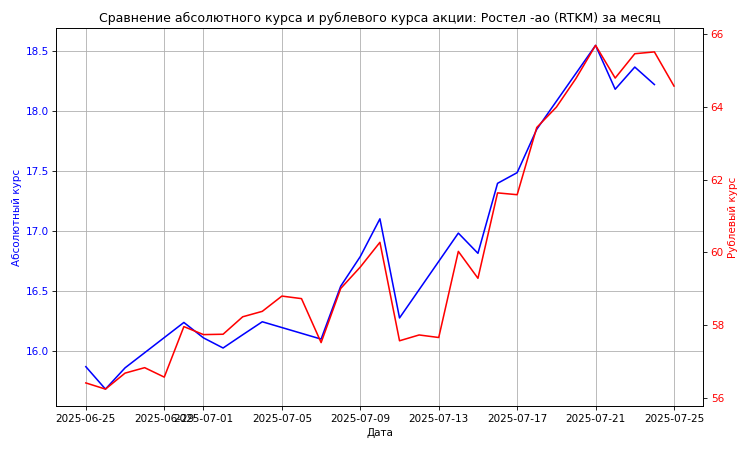 Сравнение абсолютного курса и рублевого курса акции: Ростел -ао (RTKM) за месяц
Абсолютный курс
18.5
18.0
17.5
17.0
16.5
16.0
66
64
62
60
58
56
Рублевый курс
2025-06-25 2025-06-29 2025-07-01 2025-07-05 2025-07-09 2025-07-13 2025-07-17 2025-07-21 2025-07-25
Дата